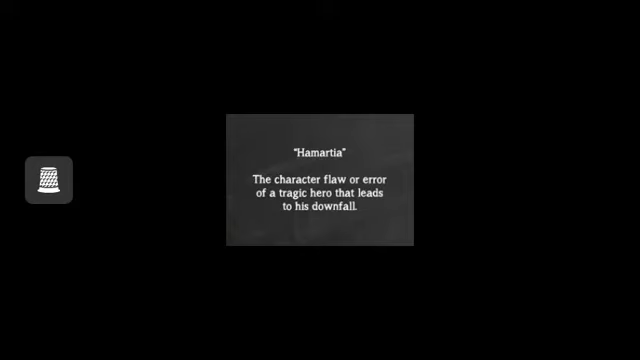 "Hamartia"
The character flaw or error
of a tragic hero that leads
to his downfall.